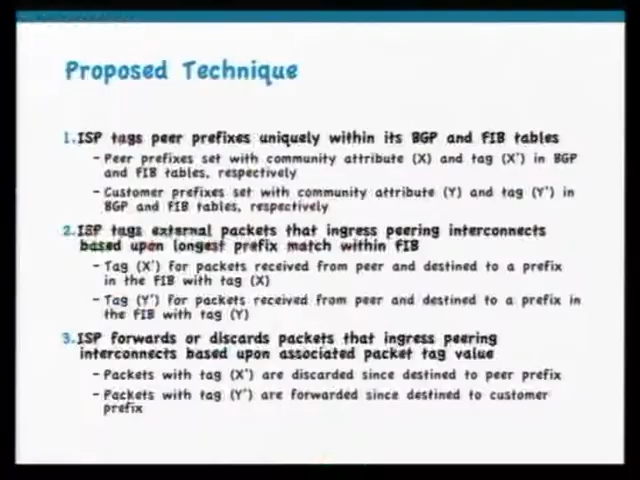 Proposed Technique
1. ISP tags peer prefixes uniquely within its BGP and FIB tables
- Peer prefixes set with community attribute (X) and tag (X') in BGP
and FIB tables, respectively
- Customer prefixes set with community attribute (Y) and tag (Y') in
BGP and FIB tables, respectively
2. ISP tags external packets that ingress peering interconnects
based upon longest prefix match within FIB
- Tag (X') for packets received from peer and destined to a prefix
in the FIB with tag (X)
- Tag (Y') for packets received from peer and destined to a prefix in
the FIB with tag (Y)
3. ISP forwards or discards packets that ingress peering
interconnects based upon associated packet tag value
- Packets with tag (X') are discarded since destined to peer prefix
- Packets with tag (Y') are forwarded since destined to customer
prefix